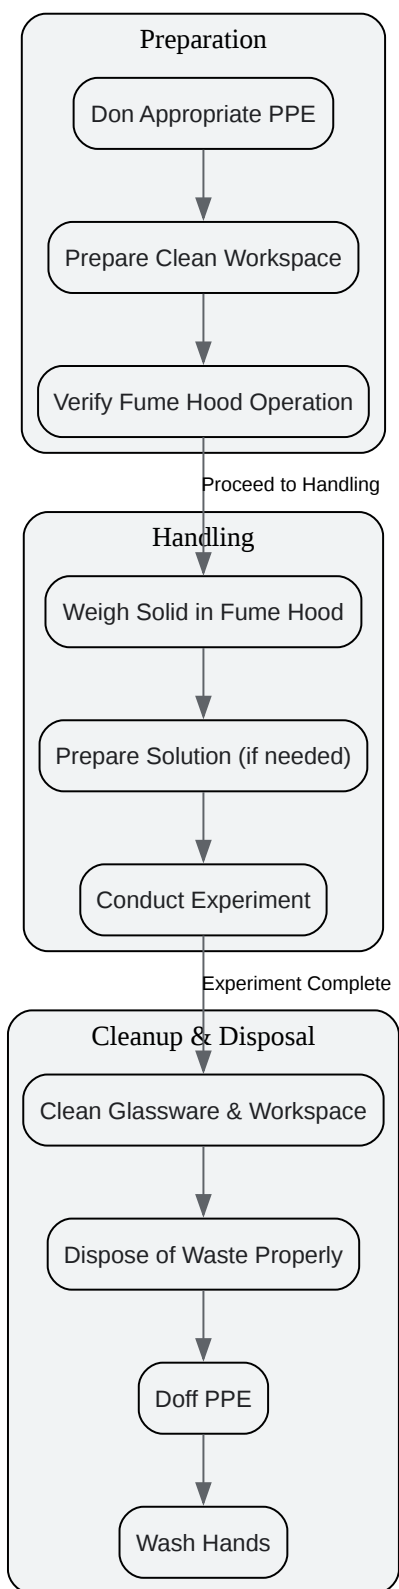 Preparation
Don Appropriate PPE
Prepare Clean Workspace
Verify Fume Hood Operation
Proceed to Handling
Handling
Weigh Solid in Fume Hood
Prepare Solution (if needed)
Conduct Experiment
Experiment Complete
Cleanup & Disposal
Clean Glassware & Workspace
Dispose of Waste Properly
Doff PPE
Wash Hands